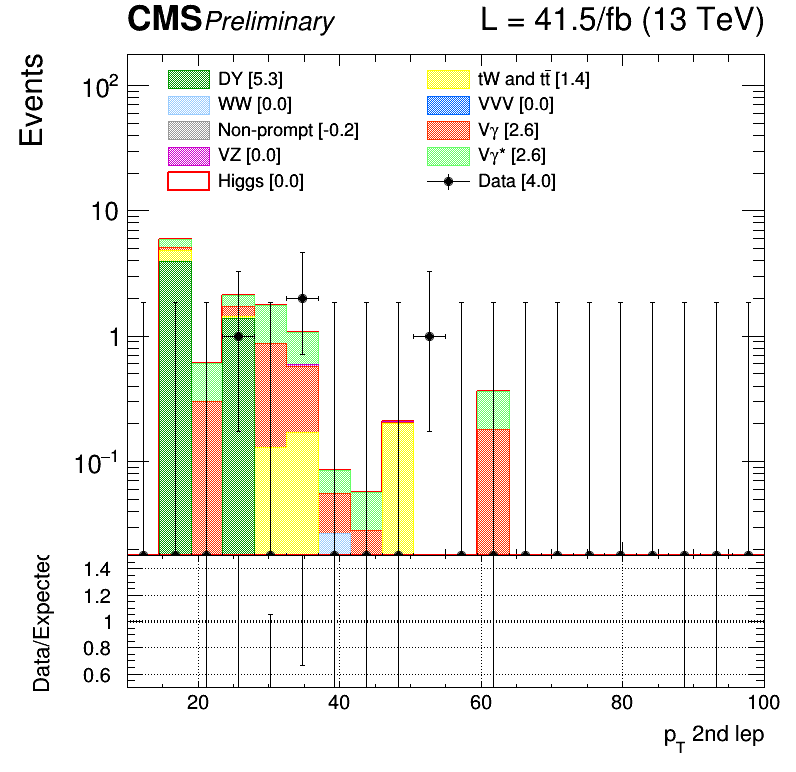 CMS Preliminary L = 41.5/fb (13 TeV)
Events
DY [5.3]
WW [0.0]
Non-prompt [-0.2]
VZ [0.0]
Higgs [0.0]
tW and tt̄ [1.4]
VVV [0.0]
Vγ [2.6]
Vγ* [2.6]
Data [4.0]
10²
10
1
10⁻¹
Data/Expected
1.4
1.2
1
0.8
0.6
20 40 60 80 100
p_T 2nd lep